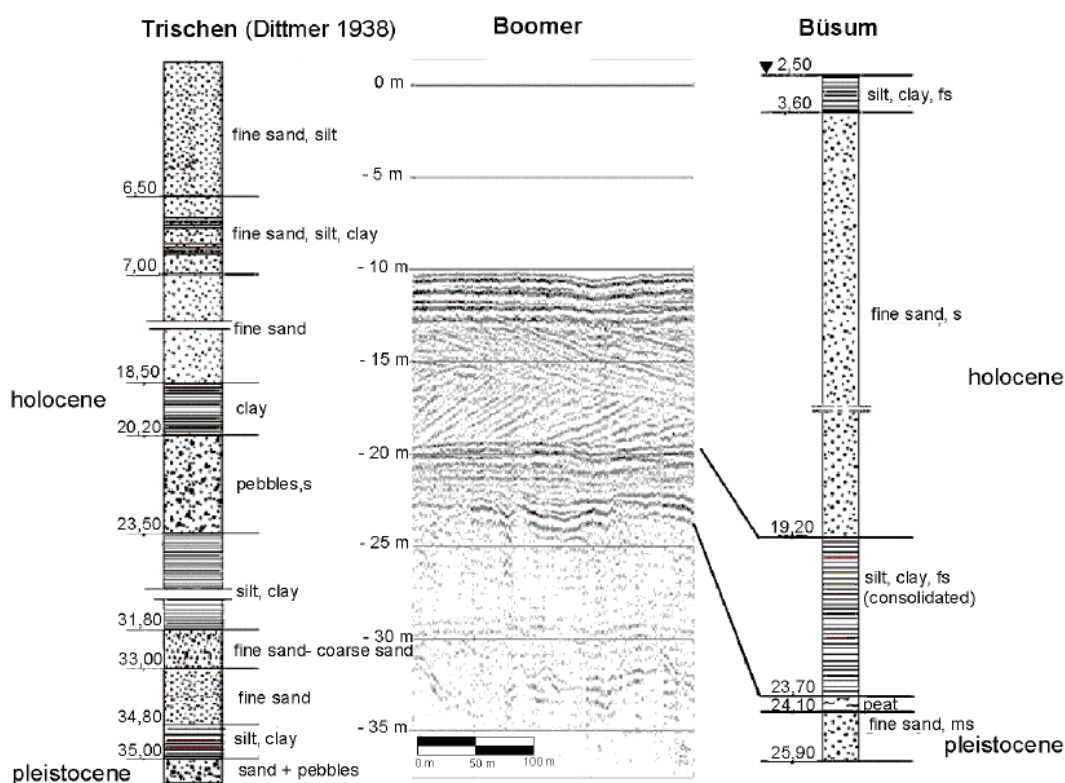 Trischen (Dittmer 1938)
fine sand, silt
6,50
fine sand, silt, clay
7,00
fine sand
18,50
holocene
clay
20,20
pebbles,s
23,50
silt, clay
31,80
fine sand- coarse sand
33,00
fine sand
34,80
silt, clay
35,00
pleistocene
sand + pebbles
Boomer
0 m
- 5 m
- 10 m
- 15 m
- 20 m
- 25 m
- 30 m
- 35 m
0 m 50 m 100 m
Büsum
2,50
silt, clay, fs
3,60
fine sand, s
holocene
19,20
silt, clay, fs
(consolidated)
23,70
24,10
peat
fine sand, ms
pleistocene
25,90